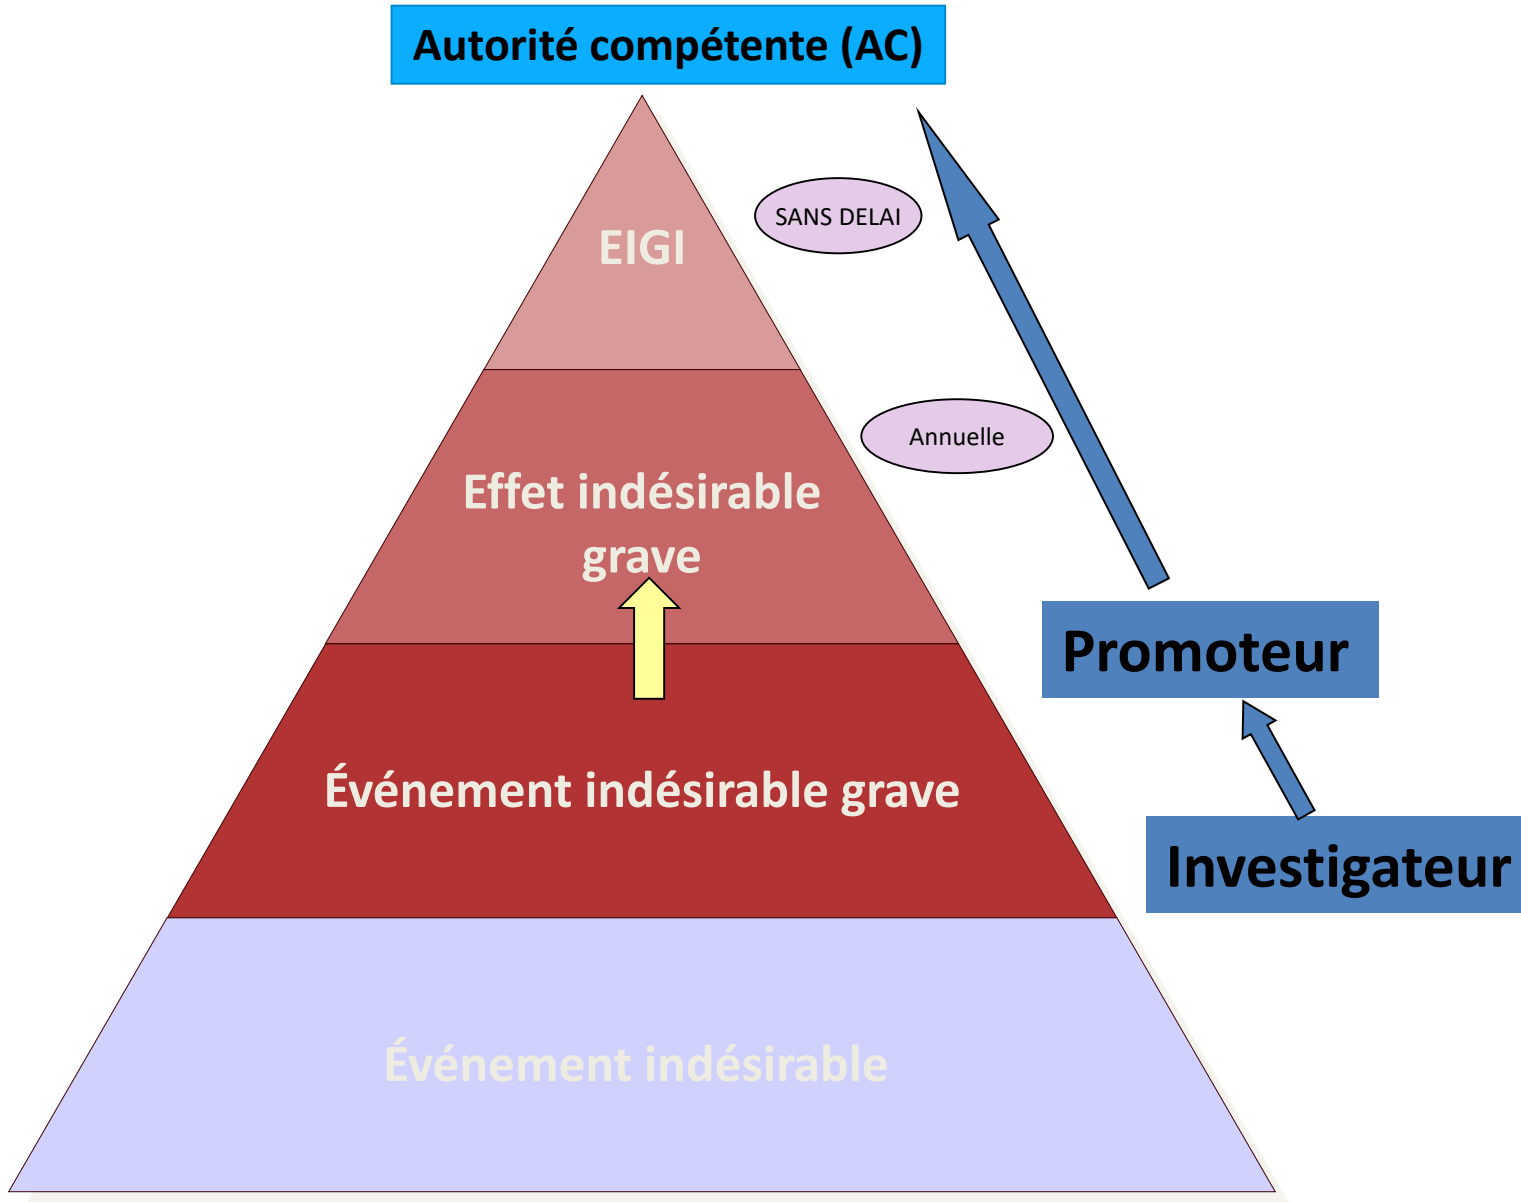 Autorité compétente (AC)
SANS DELAI
EIGI
Annuelle
Effet indésirable
grave
Promoteur
Événement indésirable grave
Investigateur
Événement indésirable